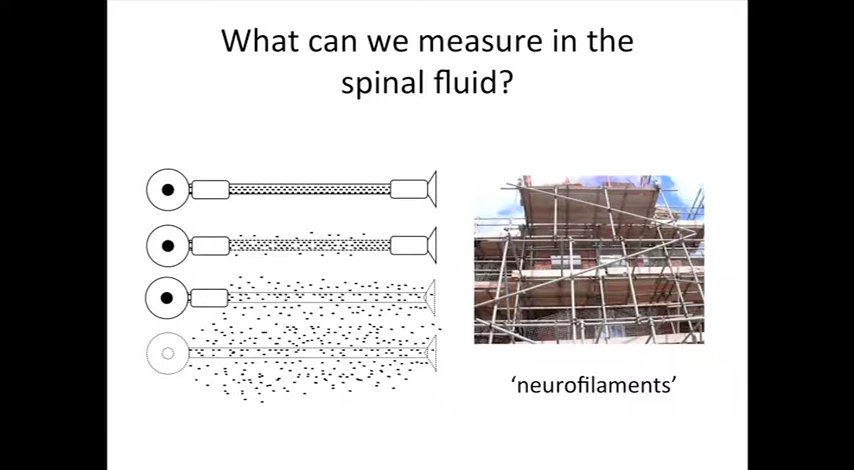 What can we measure in the
spinal fluid?
‘neurofilaments’